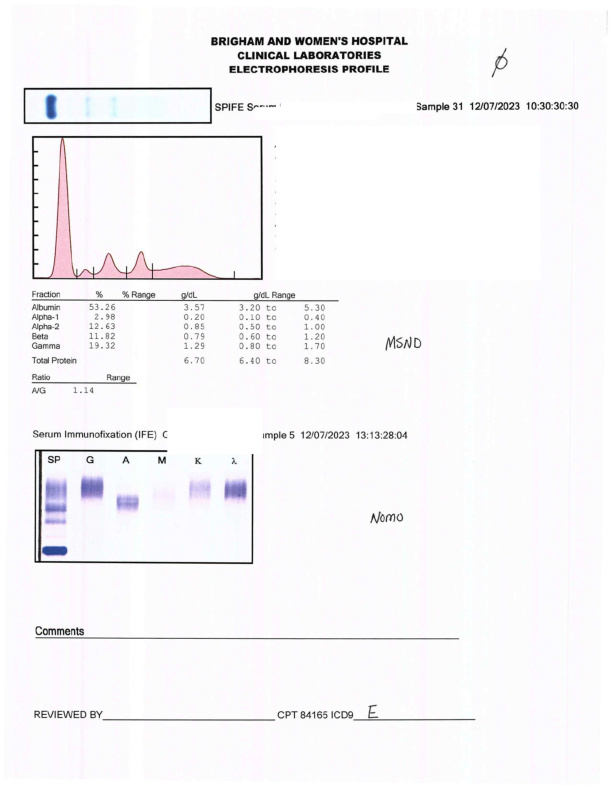 BRIGHAM AND WOMEN'S HOSPITAL
CLINICAL LABORATORIES
ELECTROPHORESIS PROFILE
SPIFE Sample 31 12/07/2023 10:30:30:30
Fraction % % Range g/dL g/dL Range
Albumin 53.26 3.57 3.20 to 5.30
Alpha-1 2.98 0.20 0.10 to 0.40
Alpha-2 12.63 0.85 0.50 to 1.00
Beta 11.82 0.79 0.60 to 1.20
Gamma 19.32 1.29 0.80 to 1.70
MSND
Total Protein 6.70 6.40 to 8.30
Ratio Range
A/G 1.14
Serum Immunofixation (IFE) 5 12/07/2023 13:13:28:04
SP G A M K λ
Nomo
Comments
REVIEWED BY CPT 84165 ICD9 E